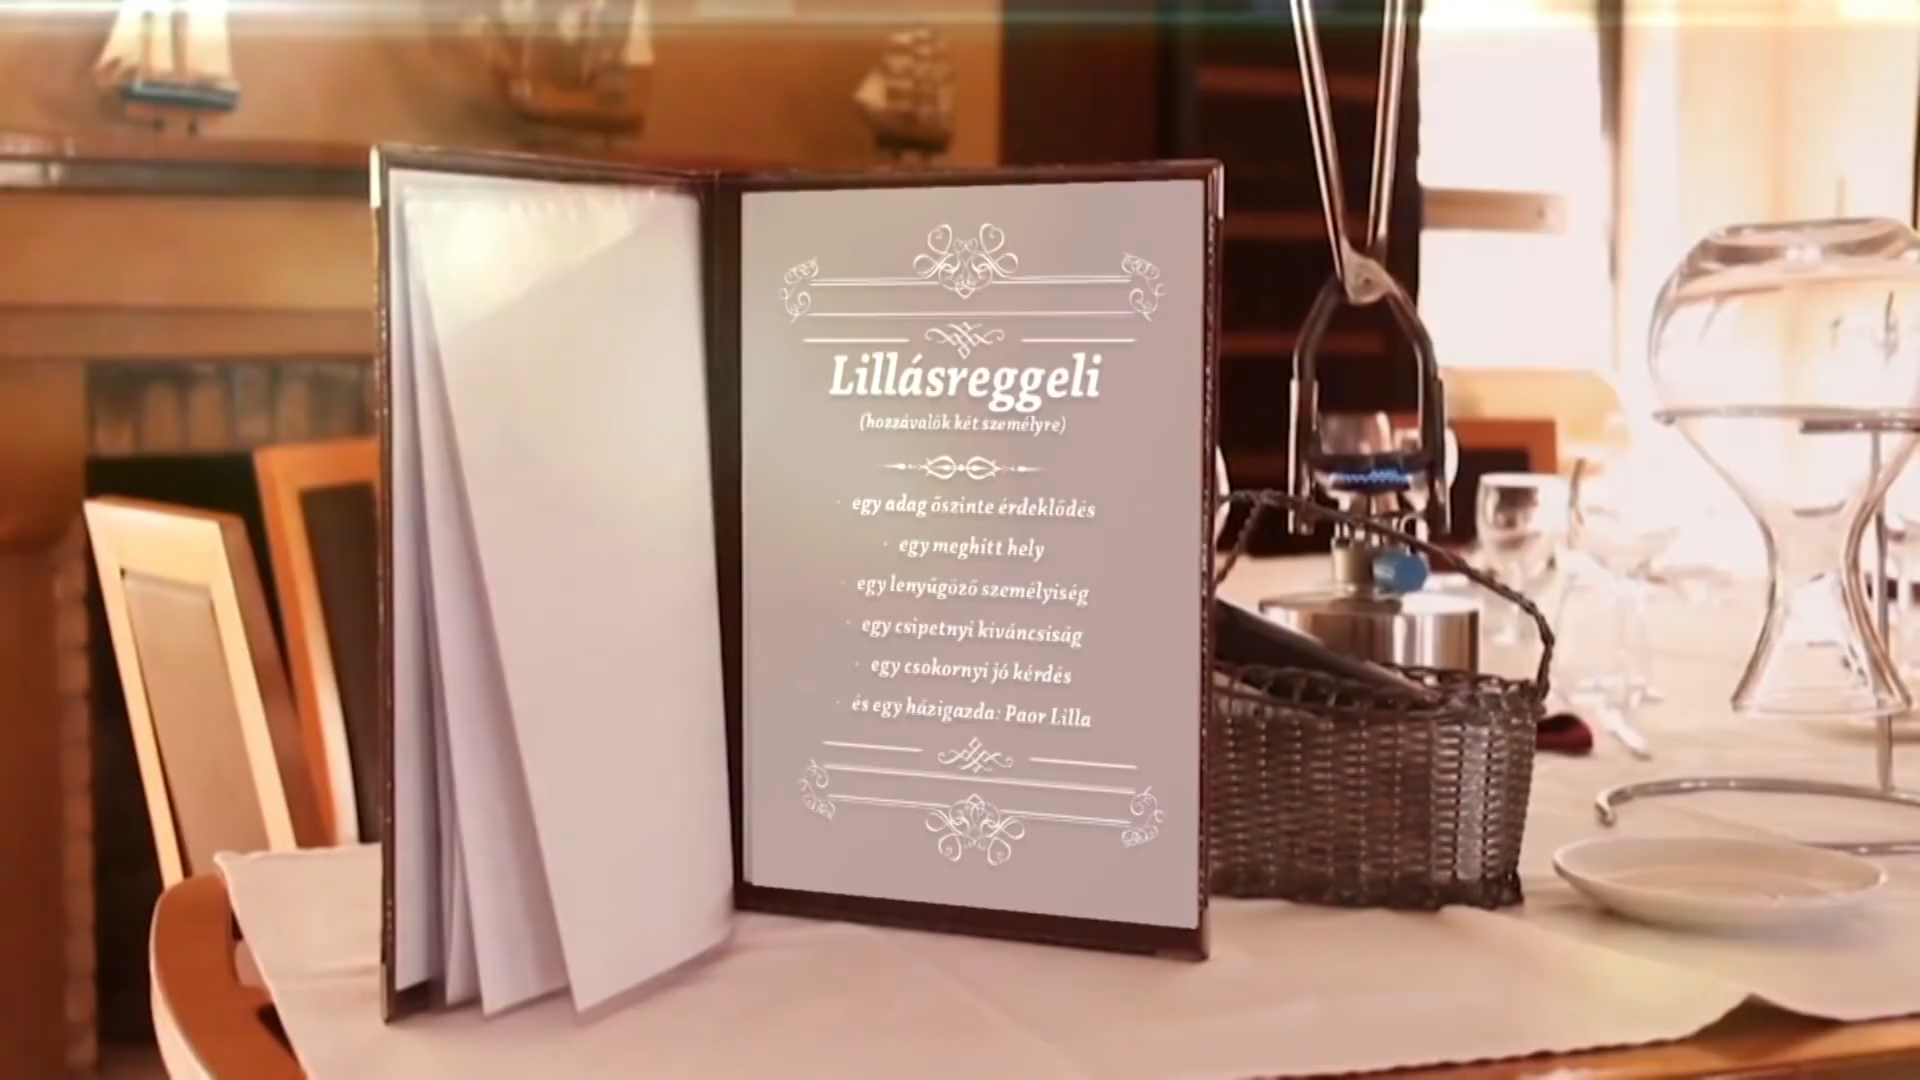 Lillásreggeli
(hozzávalók két személyre)
· egy adag őszinte érdeklődés
· egy meghitt hely
· egy lenyűgöző személyiség
· egy csipetnyi kíváncsiság
· egy csokornyi jó kérdés
· és egy házigazda: Paor Lilla